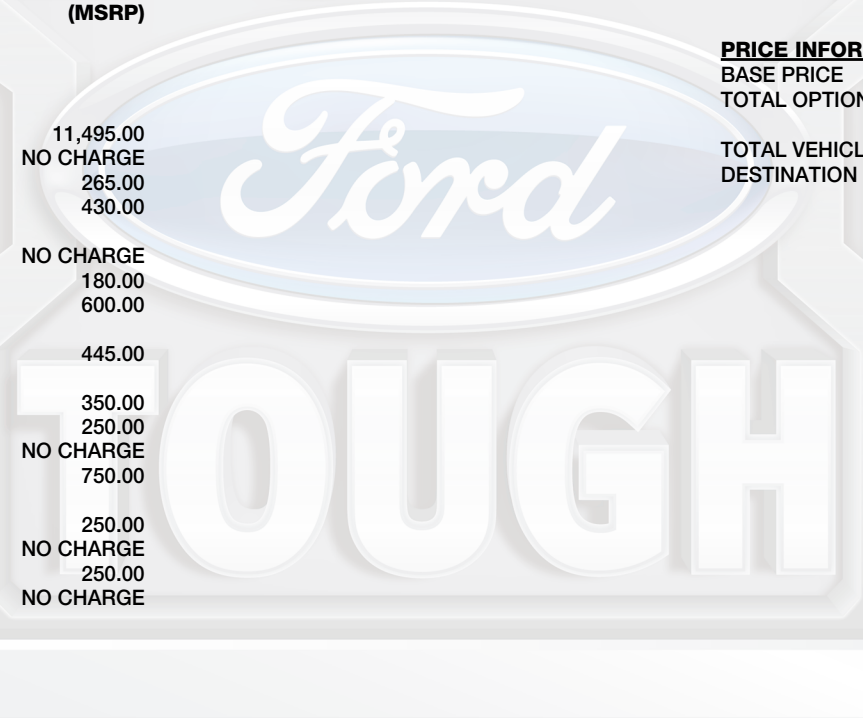 (MSRP)
11,495.00
NO CHARGE
265.00
430.00
NO CHARGE
180.00
600.00
445.00
350.00
250.00
NO CHARGE
750.00
250.00
NO CHARGE
250.00
NO CHARGE
PRICE INFOR
BASE PRICE
TOTAL OPTION
TOTAL VEHICL
DESTINATION
Ford
TOUGH